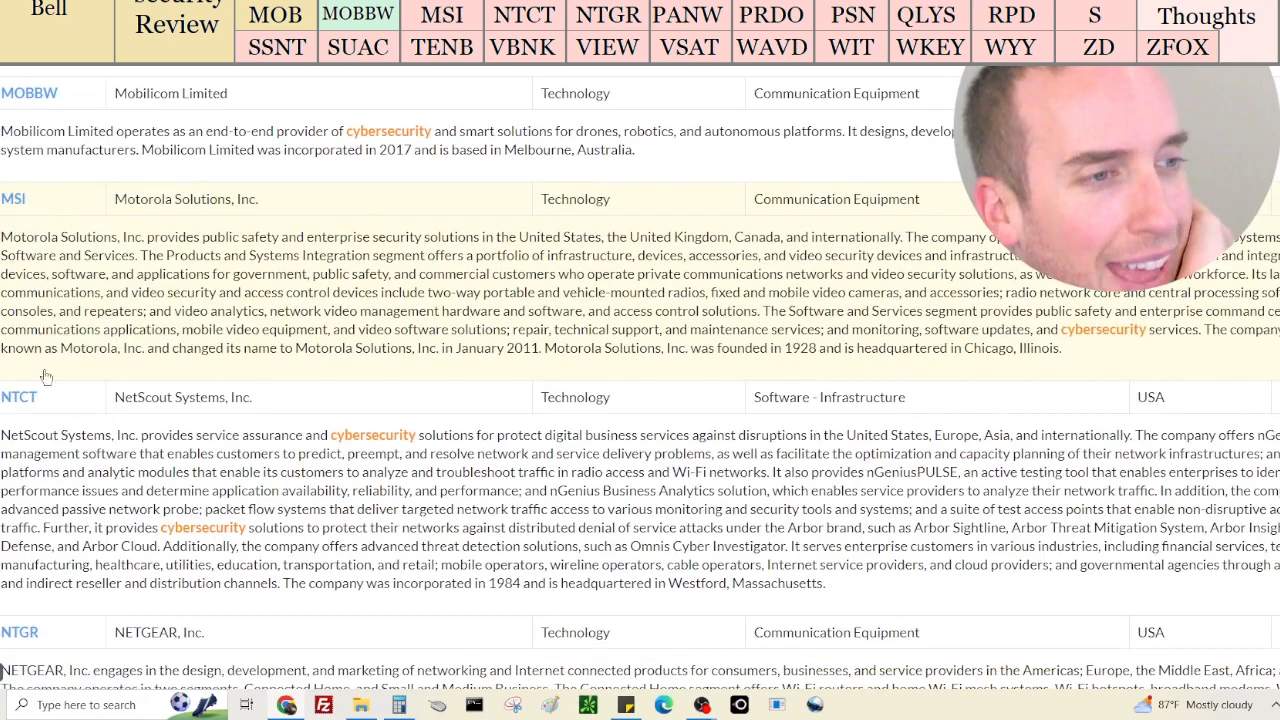 Bell
Security
Review
MOB MOBBW MSI NTCT NTGR PANW PRDO PSN QLYS RPD S Thoughts
SSNT SUAC TENB VBNK VIEW VSAT WAVD WIT WKEY WYY ZD ZFOX
MOBBW Mobilicom Limited Technology Communication Equipment
Mobilicom Limited operates as an end-to-end provider of cybersecurity and smart solutions for drones, robotics, and autonomous platforms. It designs,
system manufacturers. Mobilicom Limited was incorporated in 2017 and is based in Melbourne, Australia.
MSI Motorola Solutions, Inc. Technology Communication Equipment
Motorola Solutions, Inc. provides public safety and enterprise security solutions in the United States, the United Kingdom, Canada, and internationally. The company
Software and Services. The Products and Systems Integration segment offers a portfolio of infrastructure, devices, accessories, and video security devices and
devices, software, and applications for government, public safety, and commercial customers who operate private communications networks and video security solutions, as workforce. Its
communications, and video security and access control devices include two-way portable and vehicle-mounted radios, fixed and mobile video cameras, and accessories; radio network core and central processing
consoles, and repeaters; and video analytics, network video management hardware and software, and access control solutions. The Software and Services segment provides public safety and enterprise command
communications applications, mobile video equipment, and video software solutions; repair, technical support, and maintenance services; and monitoring, software updates, and cybersecurity services. The company
known as Motorola, Inc. and changed its name to Motorola Solutions, Inc. in January 2011. Motorola Solutions, Inc. was founded in 1928 and is headquartered in Chicago, Illinois.
NTCT NetScout Systems, Inc. Technology Software - Infrastructure USA
NetScout Systems, Inc. provides service assurance and cybersecurity solutions for protect digital business services against disruptions in the United States, Europe, Asia, and internationally. The company offers
management software that enables customers to predict, preempt, and resolve network and service delivery problems, as well as facilitate the optimization and capacity planning of their network infrastructures;
platforms and analytic modules that enable its customers to analyze and troubleshoot traffic in radio access and Wi-Fi networks. It also provides nGeniusPULSE, an active testing tool that enables enterprises to
performance issues and determine application availability, reliability, and performance; and nGenius Business Analytics solution, which enables service providers to analyze their network traffic. In addition, the
advanced passive network probe; packet flow systems that deliver targeted network traffic access to various monitoring and security tools and systems; and a suite of test access points that enable
traffic. Further, it provides cybersecurity solutions to protect their networks against distributed denial of service attacks under the Arbor brand, such as Arbor Sightline, Arbor Threat Mitigation System, Arbor
Defense, and Arbor Cloud. Additionally, the company offers advanced threat detection solutions, such as Omnis Cyber Investigator. It serves enterprise customers in various industries, including financial services,
manufacturing, healthcare, utilities, education, transportation, and retail; mobile operators, wireline operators, cable operators, Internet service providers, and cloud providers; and governmental agencies through
and indirect reseller and distribution channels. The company was incorporated in 1984 and is headquartered in Westford, Massachusetts.
NTGR NETGEAR, Inc. Technology Communication Equipment USA
NETGEAR, Inc. engages in the design, development, and marketing of networking and Internet connected products for consumers, businesses, and service providers in the Americas; Europe, the Middle East, Africa;
Type here to search
87°F Mostly cloudy